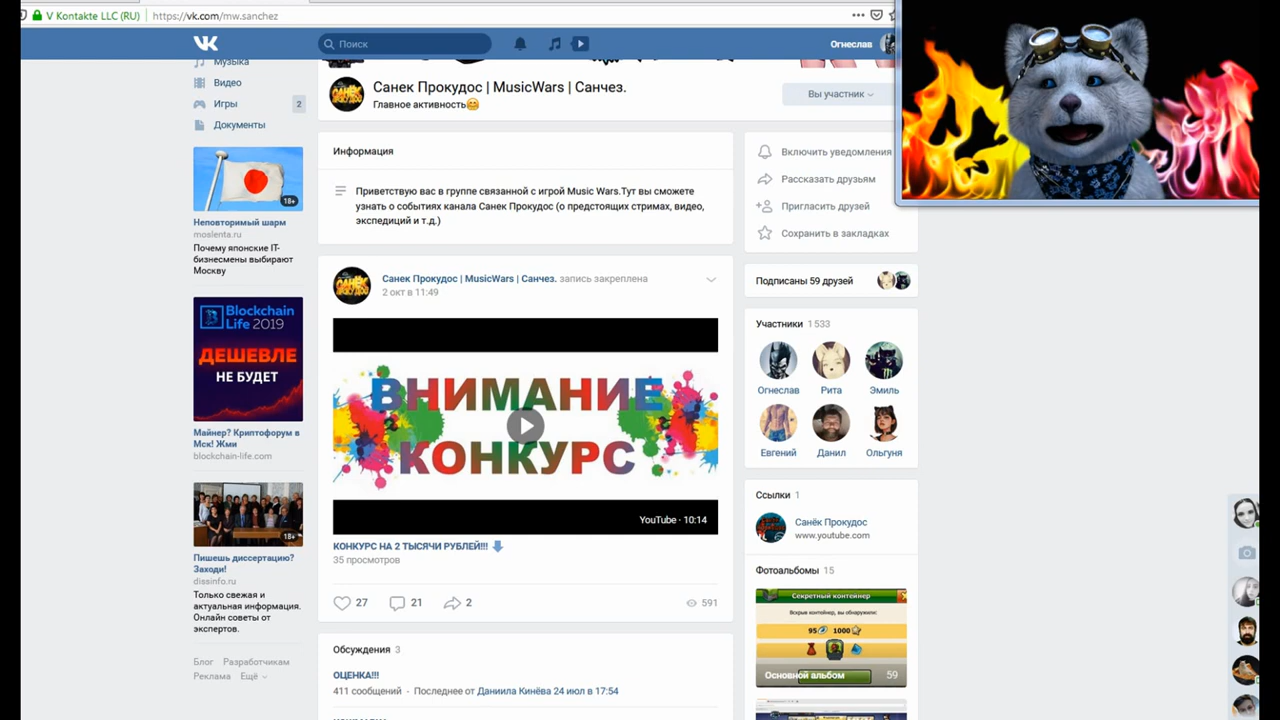 V Kontakte LLC (RU)
https://vk.com/mw.sanchez
Поиск
Огнеслав
Музыка
Видео
Игры
2
Документы
18+
Неповторимый шарм
moslenta.ru
Почему японские IT-
бизнесмены выбирают
Москву
Blockchain
Life 2019
ДЕШЕВЛЕ
НЕ БУДЕТ
Майнер? Криптофорум в
Мск! Жми
blockchain-life.com
18+
Пишешь диссертацию?
Заходи!
dissinfo.ru
Только свежая и
актуальная информация.
Онлайн советы от
экспертов.
Блог Разработчикам
Реклама Ещё
Санек Прокудос | MusicWars | Санчез.
Главное активность
Вы участник
Информация
Приветствую вас в группе связанной с игрой Music Wars.Тут вы сможете
узнать о событиях канала Санек Прокудос (о предстоящих стримах, видео,
экспедиций и т.д.)
Санек Прокудос | MusicWars | Санчез. запись закреплена
2 окт в 11:49
ВНИМАНИЕ
КОНКУРС
YouTube · 10:14
КОНКУРС НА 2 ТЫСЯЧИ РУБЛЕЙ!!!
35 просмотров
27 21 2 591
Обсуждения 3
ОЦЕНКА!!!
411 сообщений · Последнее от Даниила Кинёва 24 июл в 17:54
Включить уведомления
Рассказать друзьям
Пригласить друзей
Сохранить в закладках
Подписаны 59 друзей
Участники 1 533
Огнеслав Рита Эмиль
Евгений Данил Ольгуня
Ссылки 1
Санёк Прокудос
www.youtube.com
Фотоальбомы 15
Секретный контейнер
Вскрыв контейнер, вы обнаружили:
95 1000
Основной альбом 59